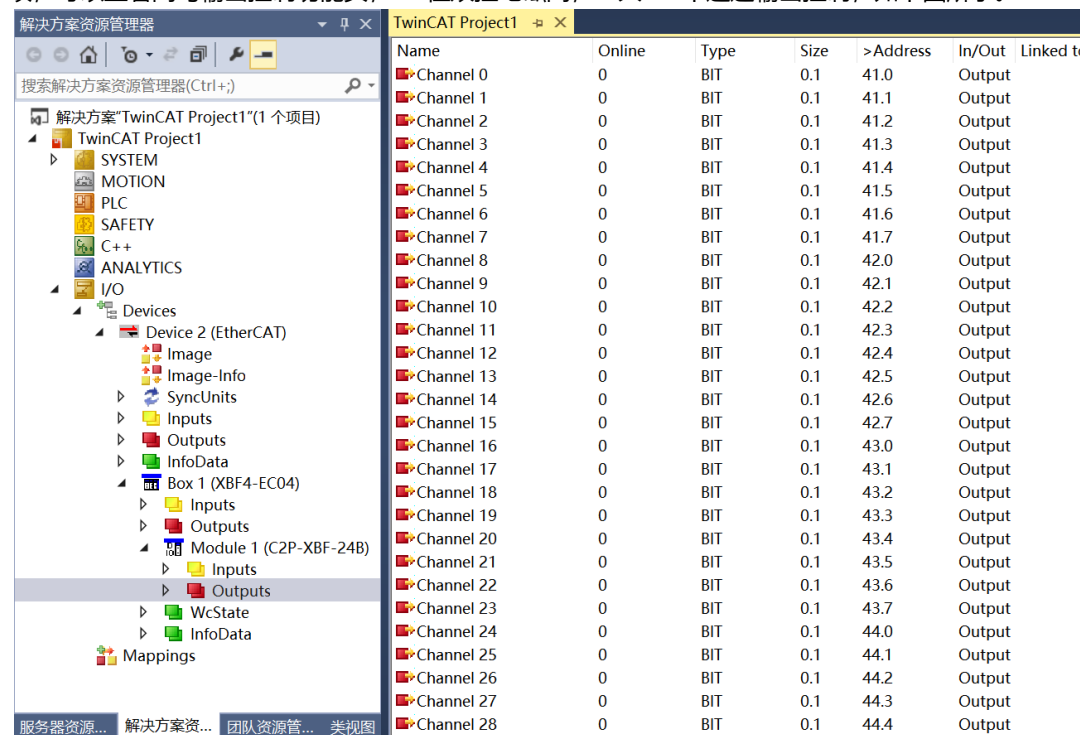 解决方案资源管理器
搜索解决方案资源管理器(Ctrl+;)
解决方案"TwinCAT Project1"(1 个项目)
TwinCAT Project1
SYSTEM
MOTION
PLC
SAFETY
C++
ANALYTICS
I/O
Devices
Device 2 (EtherCAT)
Image
Image-Info
SyncUnits
Inputs
Outputs
InfoData
Box 1 (XBF4-EC04)
Inputs
Outputs
Module 1 (C2P-XBF-24B)
Inputs
Outputs
WcState
InfoData
Mappings
服务器资源... 解决方案资... 团队资源管... 类视图
TwinCAT Project1
Name Online Type Size >Address In/Out Linked to
Channel 0 0 BIT 0.1 41.0 Output
Channel 1 0 BIT 0.1 41.1 Output
Channel 2 0 BIT 0.1 41.2 Output
Channel 3 0 BIT 0.1 41.3 Output
Channel 4 0 BIT 0.1 41.4 Output
Channel 5 0 BIT 0.1 41.5 Output
Channel 6 0 BIT 0.1 41.6 Output
Channel 7 0 BIT 0.1 41.7 Output
Channel 8 0 BIT 0.1 42.0 Output
Channel 9 0 BIT 0.1 42.1 Output
Channel 10 0 BIT 0.1 42.2 Output
Channel 11 0 BIT 0.1 42.3 Output
Channel 12 0 BIT 0.1 42.4 Output
Channel 13 0 BIT 0.1 42.5 Output
Channel 14 0 BIT 0.1 42.6 Output
Channel 15 0 BIT 0.1 42.7 Output
Channel 16 0 BIT 0.1 43.0 Output
Channel 17 0 BIT 0.1 43.1 Output
Channel 18 0 BIT 0.1 43.2 Output
Channel 19 0 BIT 0.1 43.3 Output
Channel 20 0 BIT 0.1 43.4 Output
Channel 21 0 BIT 0.1 43.5 Output
Channel 22 0 BIT 0.1 43.6 Output
Channel 23 0 BIT 0.1 43.7 Output
Channel 24 0 BIT 0.1 44.0 Output
Channel 25 0 BIT 0.1 44.1 Output
Channel 26 0 BIT 0.1 44.2 Output
Channel 27 0 BIT 0.1 44.3 Output
Channel 28 0 BIT 0.1 44.4 Output